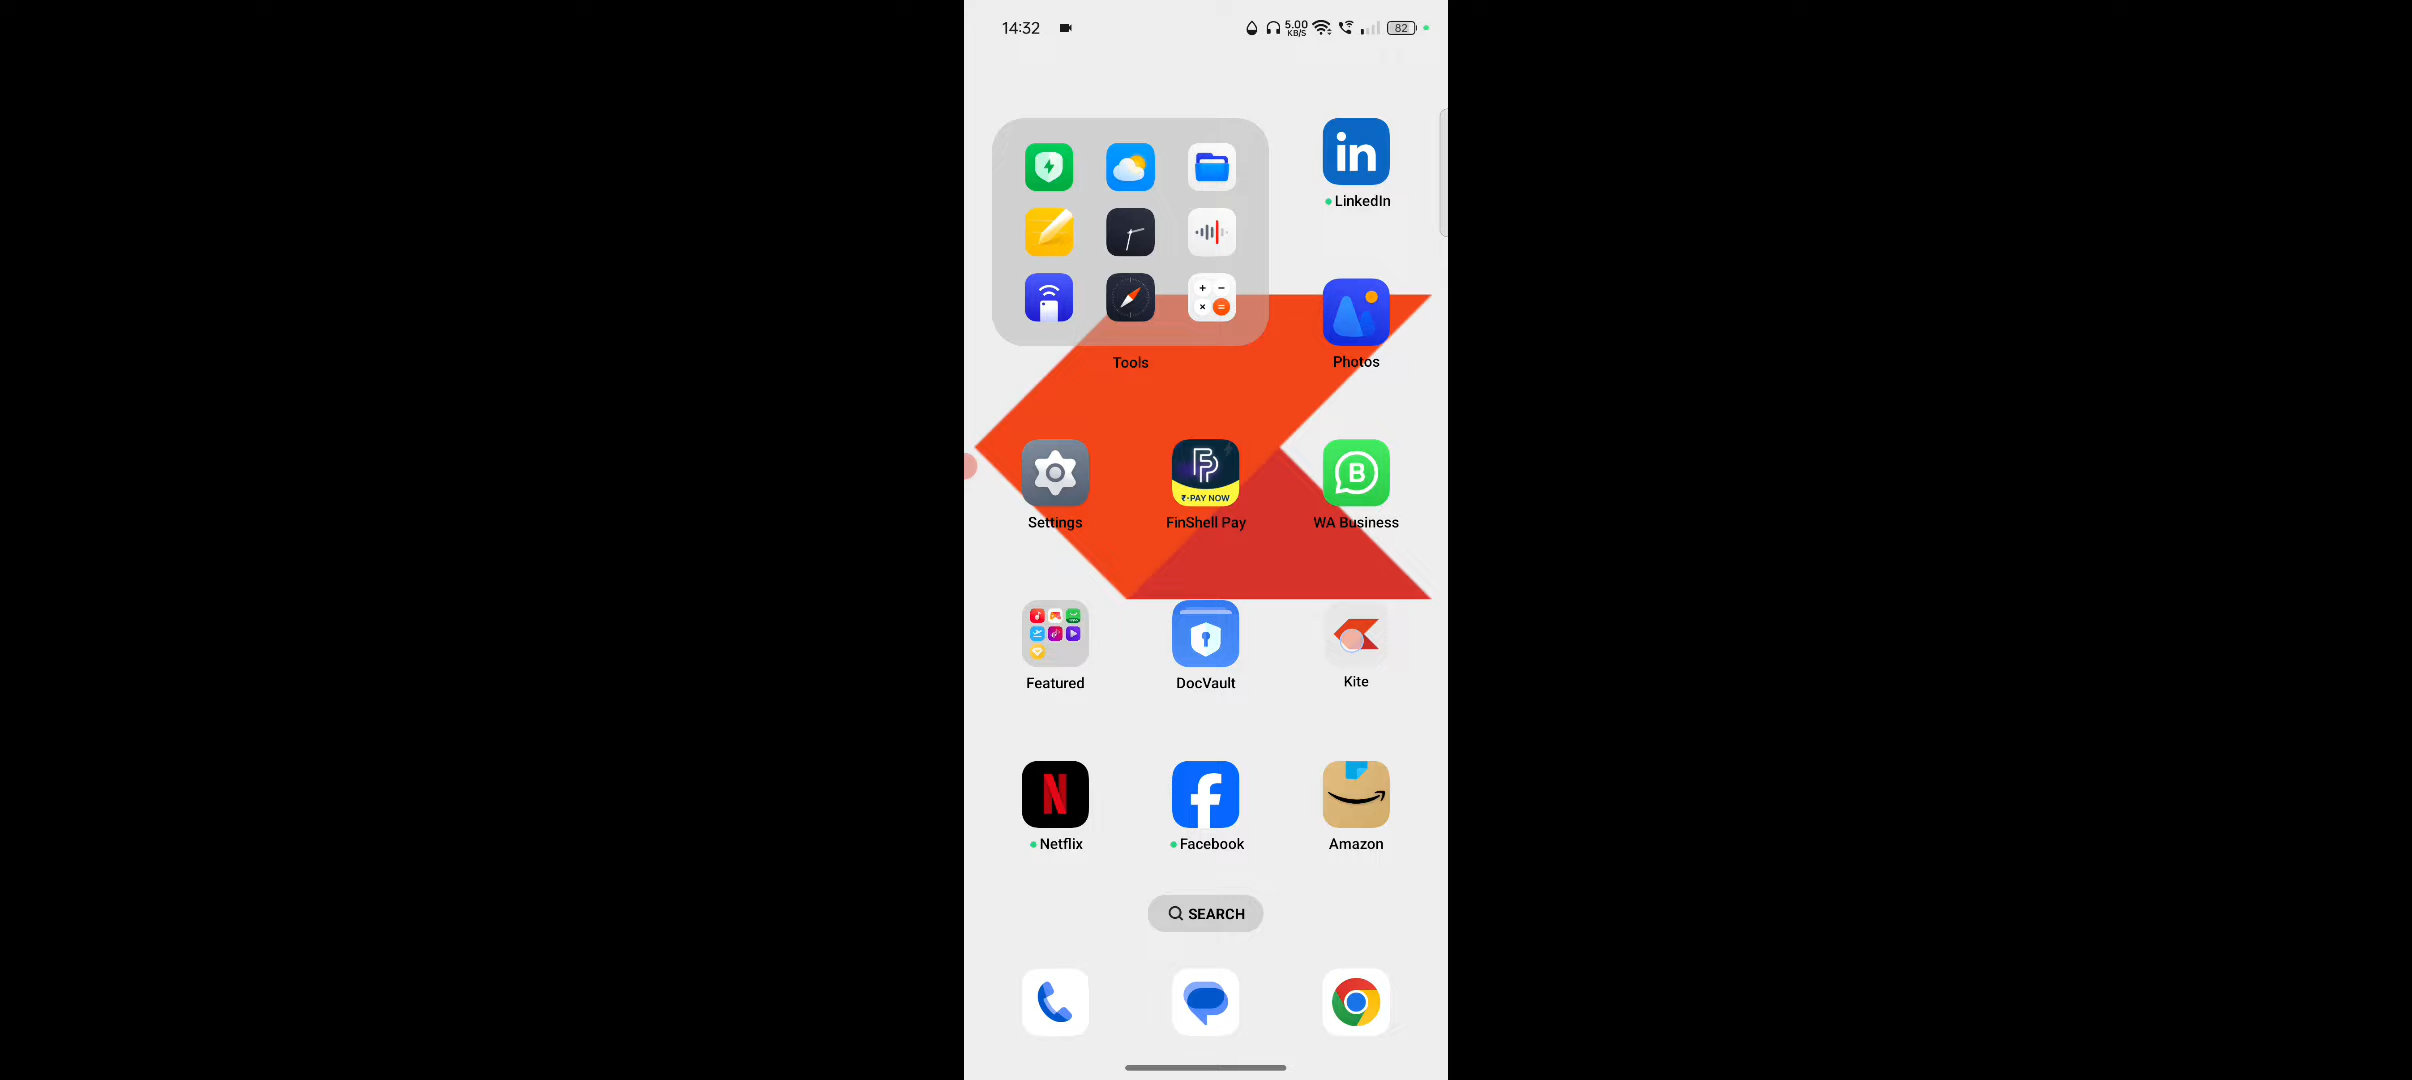 14:32
5.00
KB/S
82
in
LinkedIn
Tools
Photos
₹•PAY NOW
B
Settings
FinShell Pay
WA Business
Featured
DocVault
Kite
N
f
Netflix
Facebook
Amazon
SEARCH